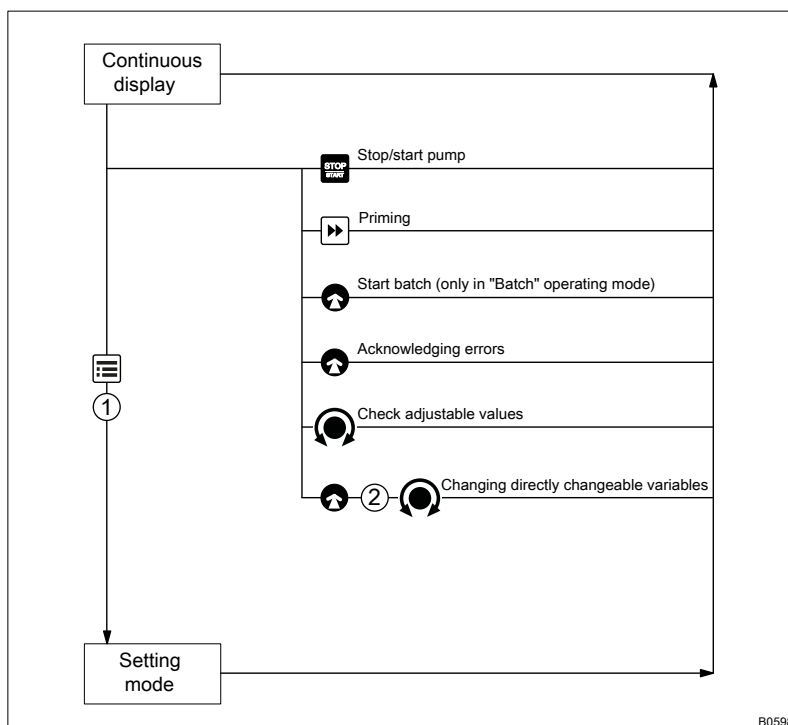 Continuous
display
STOP
START
Stop/start pump
Priming
Start batch (only in "Batch" operating mode)
Acknowledging errors
1
Check adjustable values
2
Changing directly changeable variables
Setting
mode
B0598